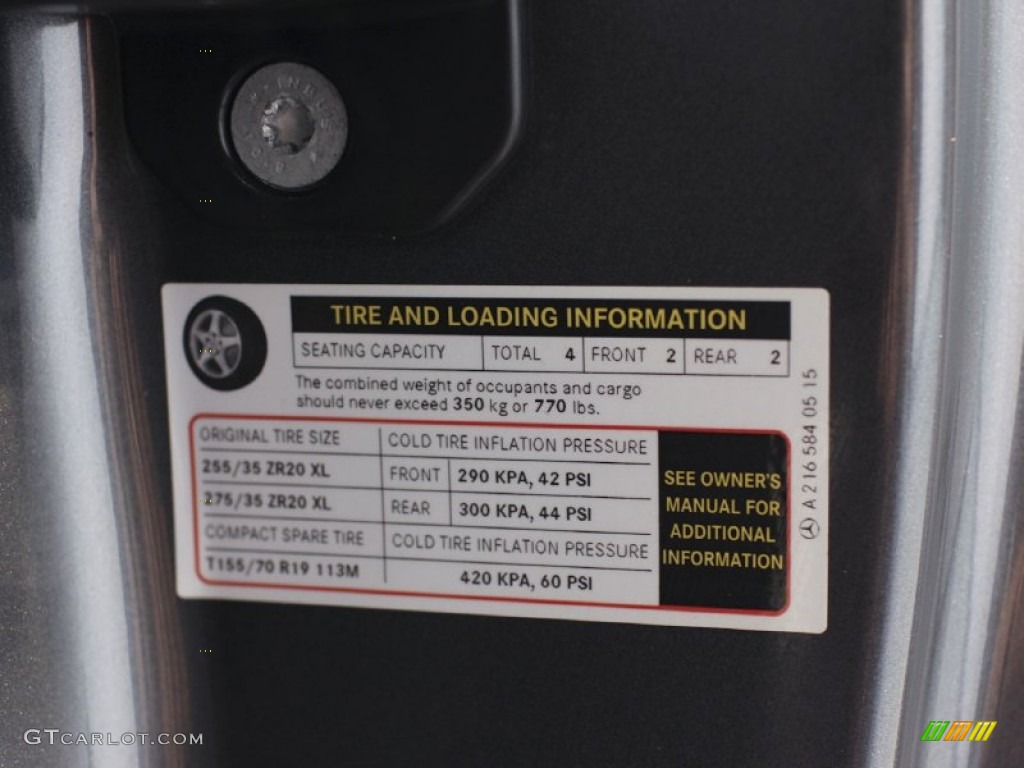 TIRE AND LOADING INFORMATION
SEATING CAPACITY TOTAL 4 FRONT 2 REAR 2
The combined weight of occupants and cargo
should never exceed 350 kg or 770 lbs.
ORIGINAL TIRE SIZE COLD TIRE INFLATION PRESSURE
255/35 ZR20 XL FRONT 290 KPA, 42 PSI
275/35 ZR20 XL REAR 300 KPA, 44 PSI
COMPACT SPARE TIRE COLD TIRE INFLATION PRESSURE
T155/70 R19 113M 420 KPA, 60 PSI
SEE OWNER'S
MANUAL FOR
ADDITIONAL
INFORMATION
A 216 584 05 15
GTCARLOT.COM